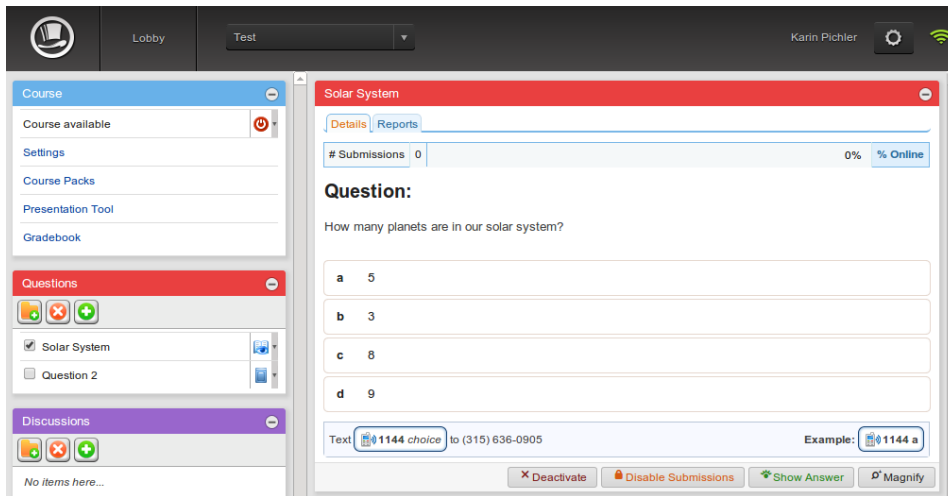 Lobby Test Karin Pichler
Course
Course available
Settings
Course Packs
Presentation Tool
Gradebook
Questions
Solar System
Question 2
Discussions
No items here...
Solar System
Details Reports
# Submissions 0 0% % Online
Question:
How many planets are in our solar system?
a 5
b 3
c 8
d 9
Text 1144 choice to (315) 636-0905 Example: 1144 a
Deactivate Disable Submissions Show Answer Magnify